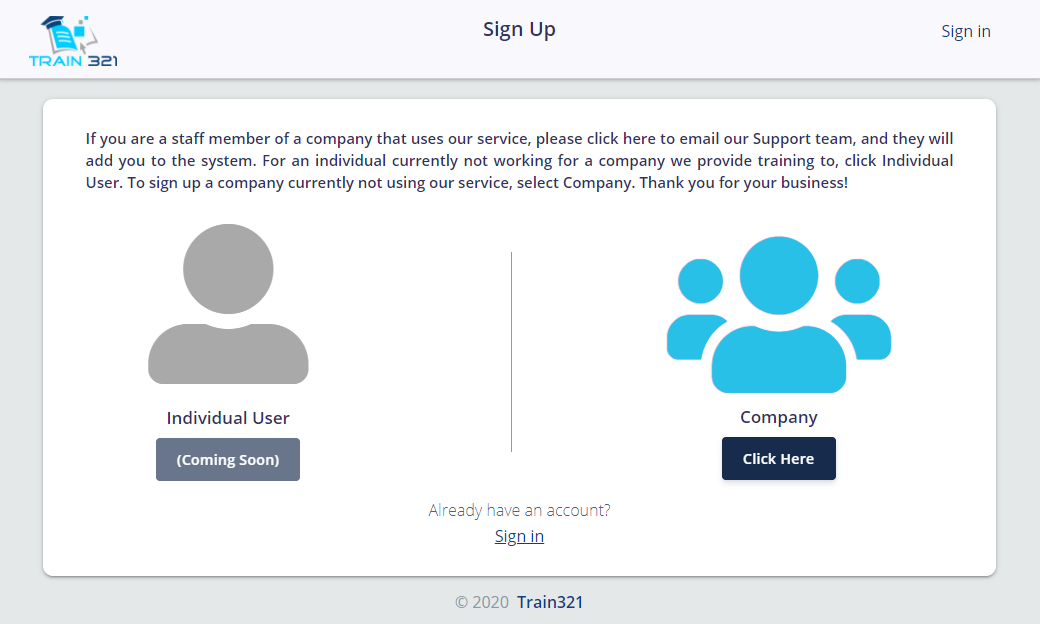 TRAIN 321
Sign Up
Sign in
If you are a staff member of a company that uses our service, please click here to email our Support team, and they will
add you to the system. For an individual currently not working for a company we provide training to, click Individual
User. To sign up a company currently not using our service, select Company. Thank you for your business!
Individual User
(Coming Soon)
Company
Click Here
Already have an account?
Sign in
© 2020 Train321